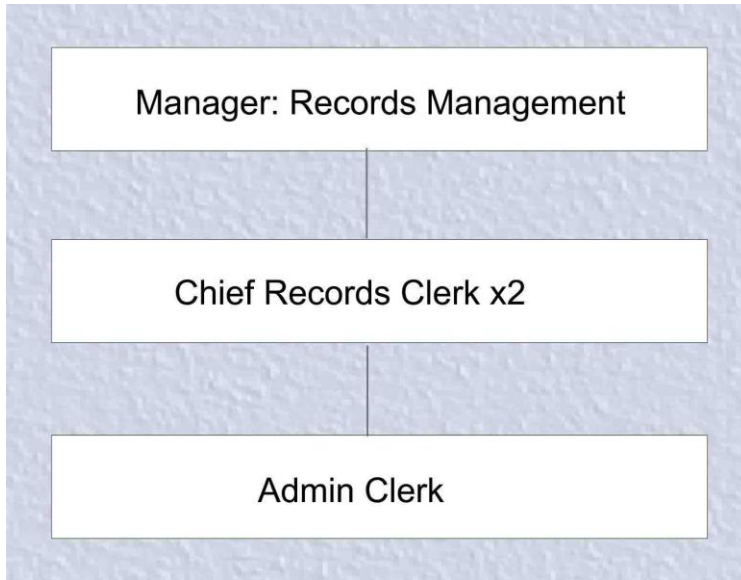 Manager: Records Management
Chief Records Clerk x2
Admin Clerk